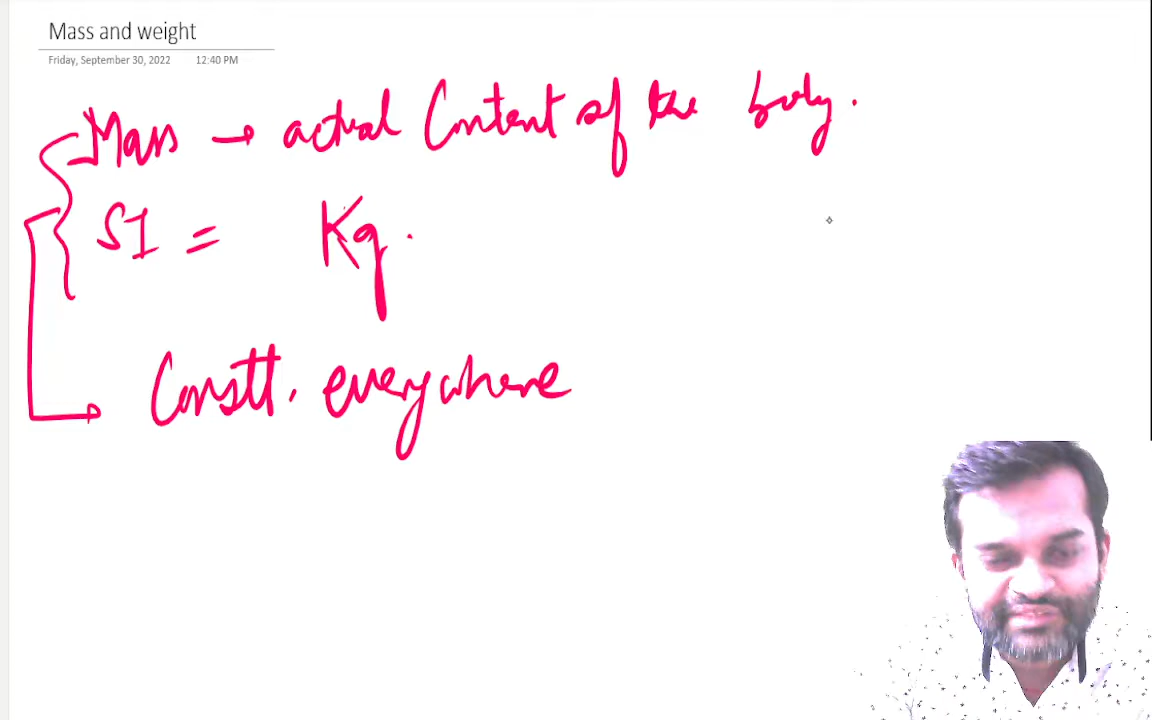 Mass and weight
Friday, September 30, 2022 12:40 PM
Mass → actual Content of the body.
SI = Kg.
Constt. everywhere